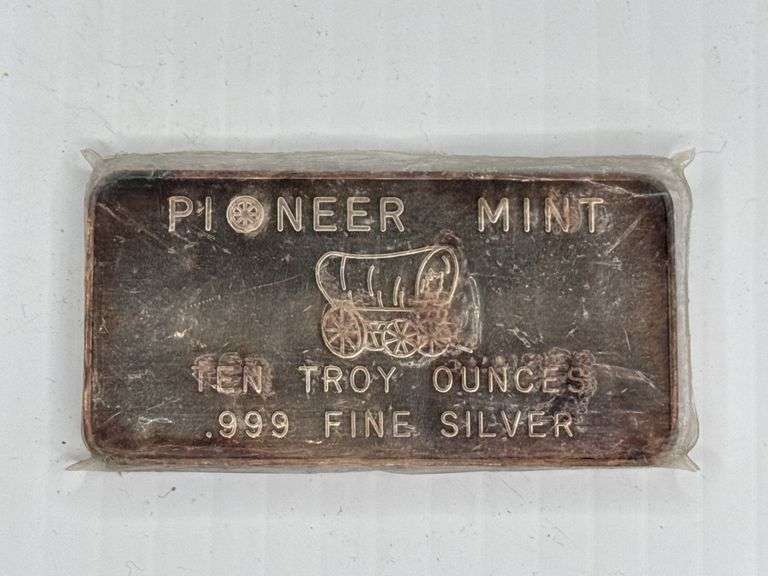 PIONEER MINT
TEN TROY OUNCES
.999 FINE SILVER